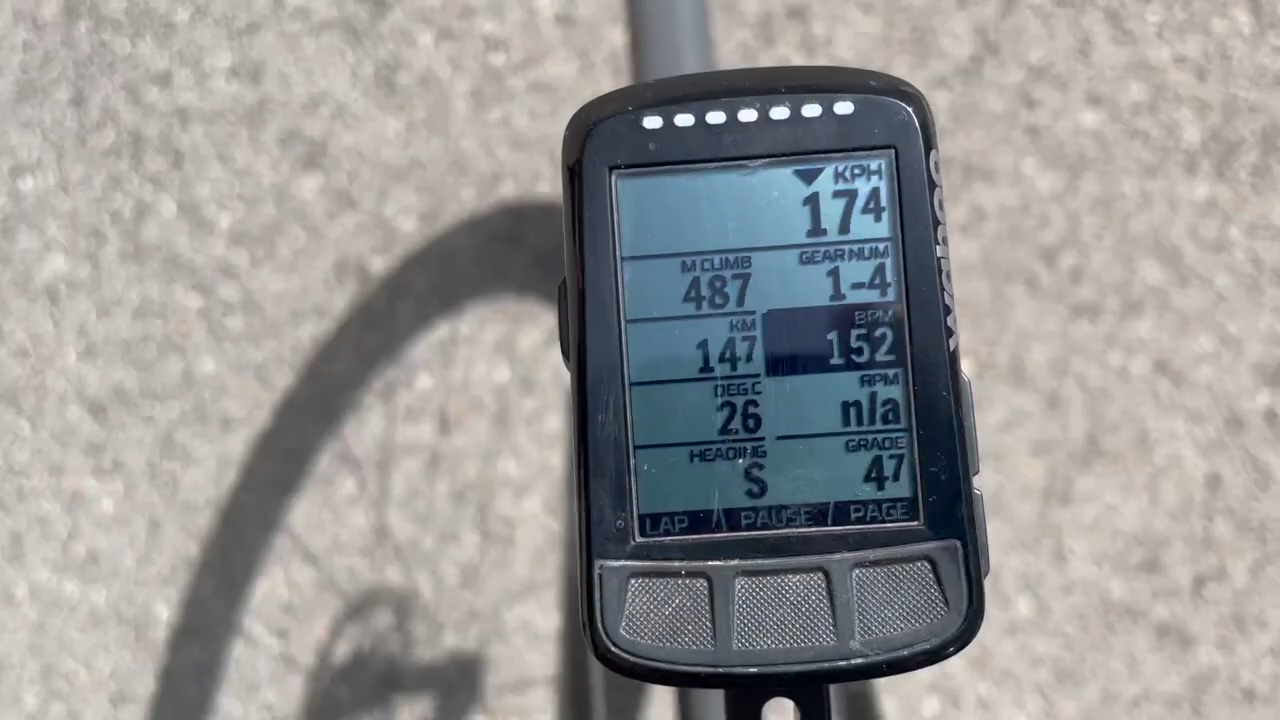 KPH
174
M CLIMB
487
GEAR NUM
1-4
KM
147
BPM
152
DEG C
26
RPM
n/a
HEADING
S
GRADE
47
LAP PAUSE PAGE
wahoo